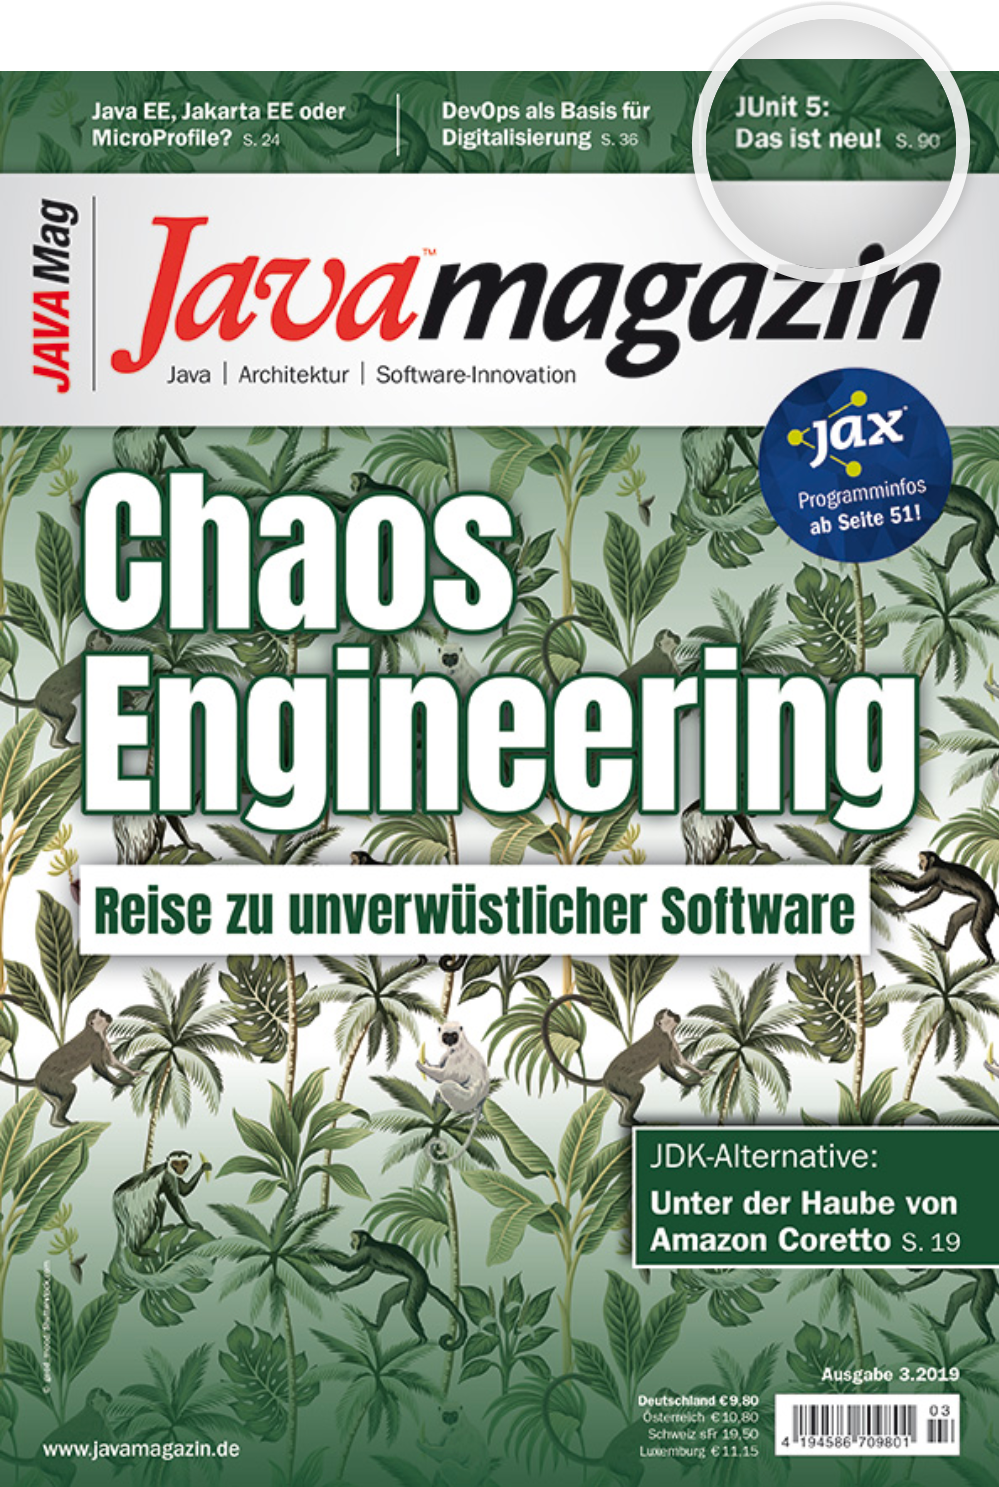 Java EE, Jakarta EE oder
MicroProfile? S. 24
DevOps als Basis für
Digitalisierung S. 36
JUnit 5:
Das ist neu! S. 90
JAVA Mag
Javamagazin
TM
Java | Architektur | Software-Innovation
jax
Programminfos
ab Seite 51!
Chaos
Engineering
Reise zu unverwüstlicher Software
JDK-Alternative:
Unter der Haube von
Amazon Coretto S. 19
Ausgabe 3.2019
Deutschland € 9,80
Österreich € 10,80
Schweiz sFr 19,50
Luxemburg € 11,15
03
4 194586 709801
www.javamagazin.de